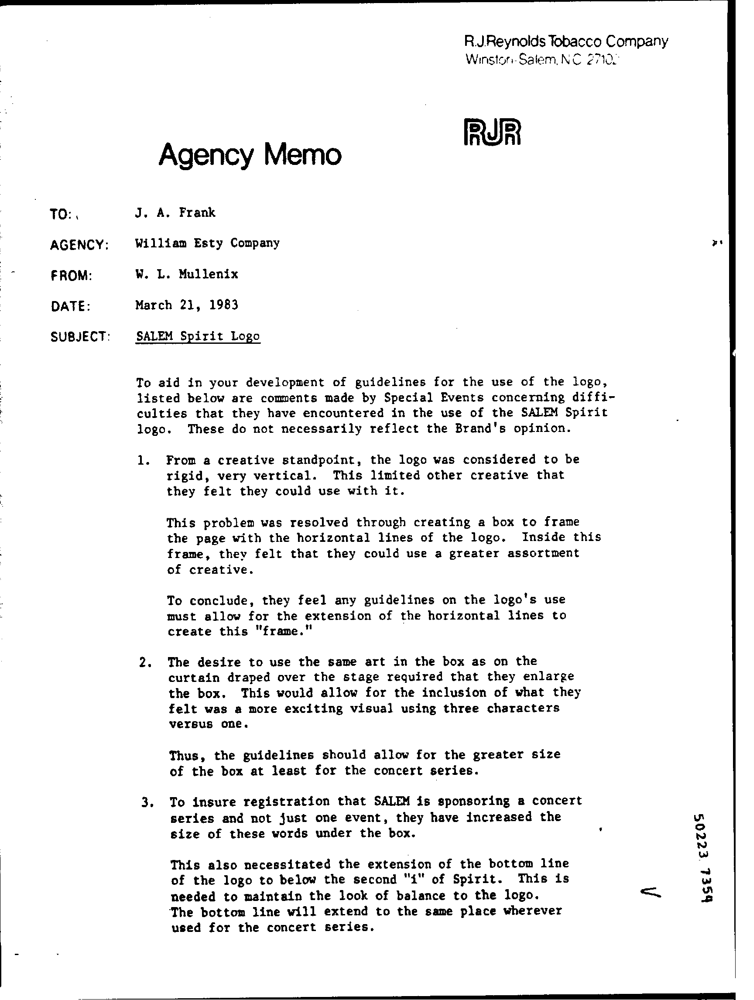 R.J.Reynolds Tobacco Company
Winston-Salem, NC 27102
RJR
Agency Memo
TO: J. A. Frank
AGENCY: William Esty Company
FROM: W. L. Mullenix
DATE: March 21, 1983
SUBJECT: SALEM Spirit Logo
To aid in your development of guidelines for the use of the logo,
listed below are comments made by Special Events concerning diffi-
culties that they have encountered in the use of the SALEM Spirit
logo. These do not necessarily reflect the Brand's opinion.
1. From a creative standpoint, the logo was considered to be
rigid, very vertical. This limited other creative that
they felt they could use with it.
This problem was resolved through creating a box to frame
the page with the horizontal lines of the logo. Inside this
frame, they felt that they could use a greater assortment
of creative.
To conclude, they feel any guidelines on the logo's use
must allow for the extension of the horizontal lines to
create this "frame."
2. The desire to use the same art in the box as on the
curtain draped over the stage required that they enlarge
the box. This would allow for the inclusion of what they
felt was a more exciting visual using three characters
versus one.
Thus, the guidelines should allow for the greater size
of the box at least for the concert series.
3. To insure registration that SALEM is sponsoring a concert
series and not just one event, they have increased the
size of these words under the box.
This also necessitated the extension of the bottom line
of the logo to below the second "i" of Spirit. This is
needed to maintain the look of balance to the logo.
The bottom line will extend to the same place wherever
used for the concert series.
50223 7359